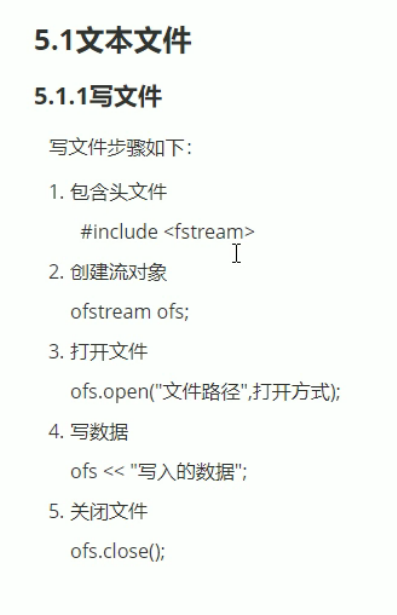 5.1文本文件
5.1.1写文件
写文件步骤如下：
1. 包含头文件
#include <fstream>
2. 创建流对象
ofstream ofs;
3. 打开文件
ofs.open("文件路径",打开方式);
4. 写数据
ofs << "写入的数据";
5. 关闭文件
ofs.close();